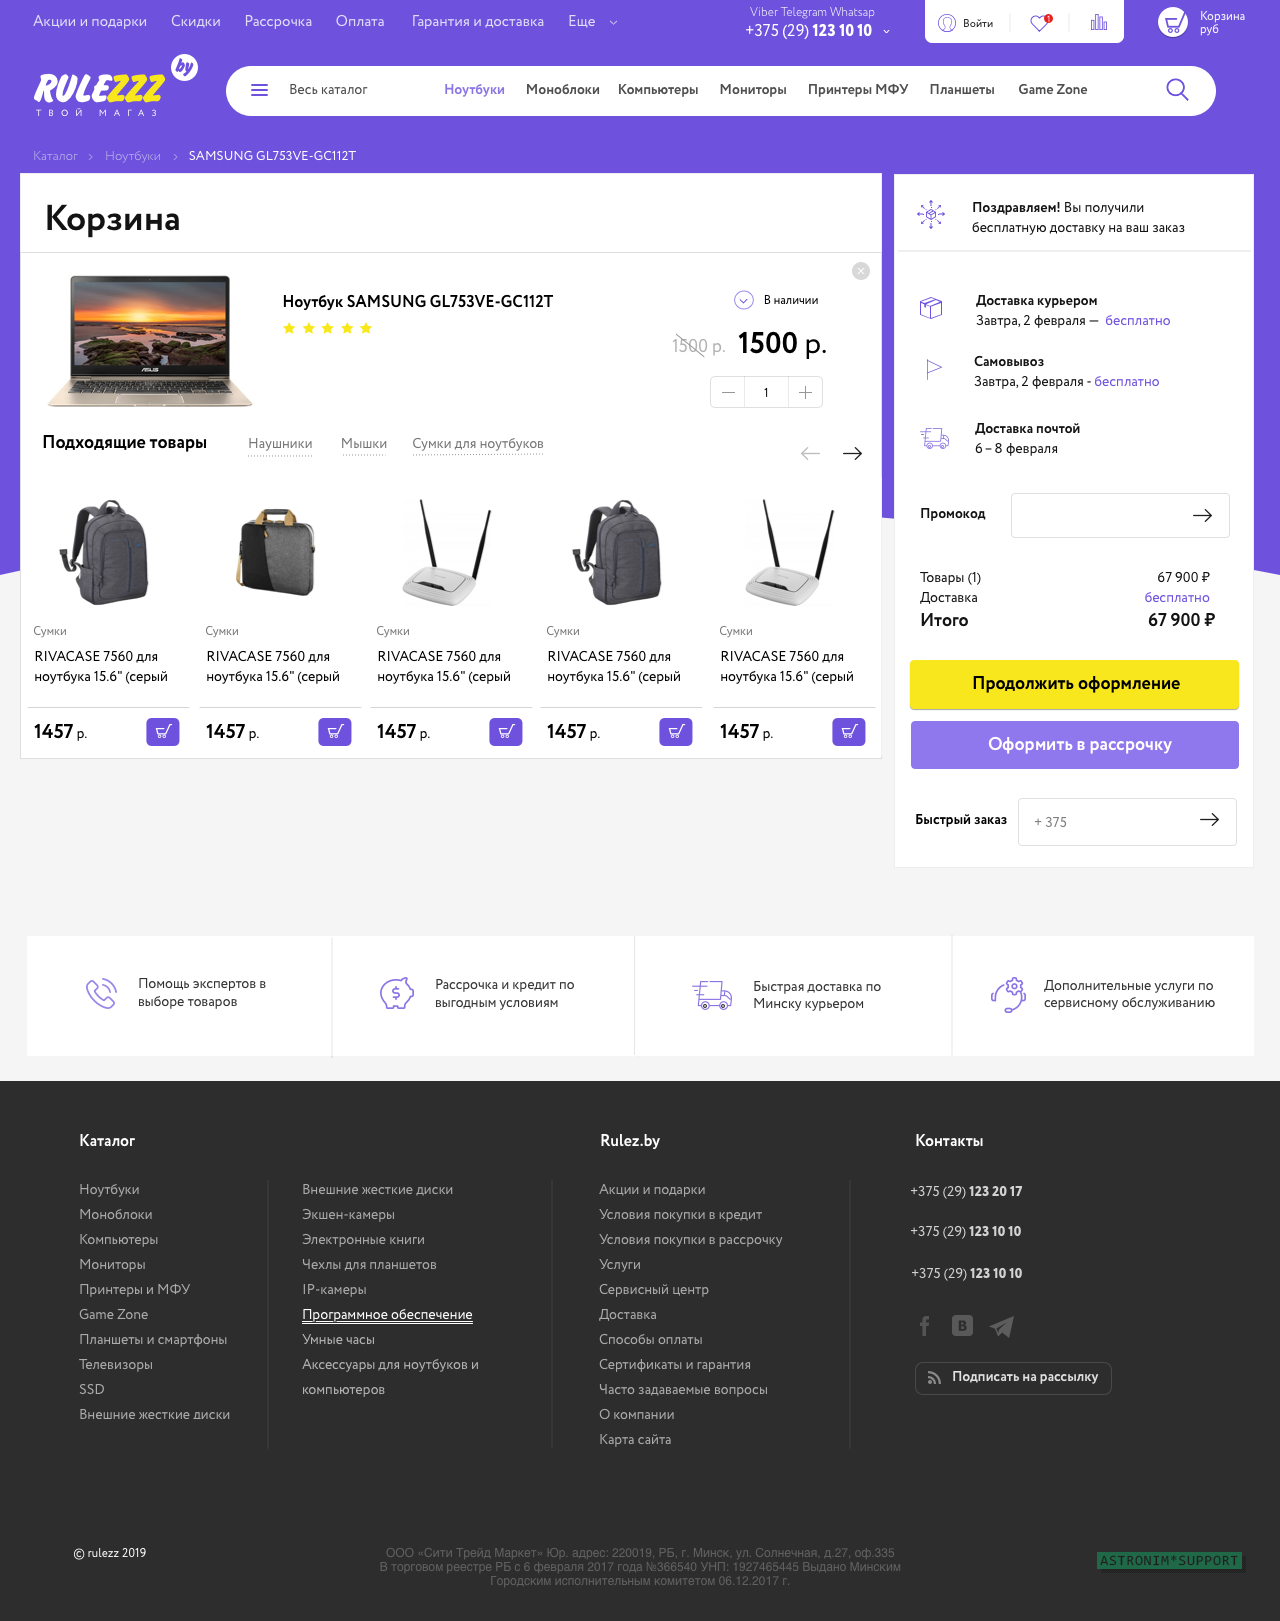 Акции и подарки Скидки Рассрочка Оплата Гарантия и доставка Еще
Viber Telegram Whatsap
+375 (29) 123 10 10
Войти
1
Корзина
руб
RULEZZZ by
ТВОЙ МАГАЗ
Весь каталог Ноутбуки Моноблоки Компьютеры Мониторы Принтеры МФУ Планшеты Game Zone
Каталог Ноутбуки SAMSUNG GL753VE-GC112T
Корзина
Ноутбук SAMSUNG GL753VE-GC112T
В наличии
1500 р. 1500 р.
1
ASUS
Подходящие товары Наушники Мышки Сумки для ноутбуков
Сумки Сумки Сумки Сумки Сумки
RIVACASE 7560 для RIVACASE 7560 для RIVACASE 7560 для RIVACASE 7560 для RIVACASE 7560 для
ноутбука 15.6" (серый ноутбука 15.6" (серый ноутбука 15.6" (серый ноутбука 15.6" (серый ноутбука 15.6" (серый
1457 р. 1457 р. 1457 р. 1457 р. 1457 р.
Поздравляем! Вы получили
бесплатную доставку на ваш заказ
Доставка курьером
Завтра, 2 февраля — бесплатно
Самовывоз
Завтра, 2 февраля - бесплатно
Доставка почтой
6 – 8 февраля
Промокод
Товары (1) 67 900 ₽
Доставка бесплатно
Итого 67 900 ₽
Продолжить оформление
Оформить в рассрочку
Быстрый заказ + 375
Помощь экспертов в
выборе товаров
Рассрочка и кредит по
выгодным условиям
Быстрая доставка по
Минску курьером
Дополнительные услуги по
сервисному обслуживанию
Каталог
Ноутбуки
Моноблоки
Компьютеры
Мониторы
Принтеры и МФУ
Game Zone
Планшеты и смартфоны
Телевизоры
SSD
Внешние жесткие диски
Внешние жесткие диски
Экшен-камеры
Электронные книги
Чехлы для планшетов
IP-камеры
Программное обеспечение
Умные часы
Аксессуары для ноутбуков и
компьютеров
Rulez.by
Акции и подарки
Условия покупки в кредит
Условия покупки в рассрочку
Услуги
Сервисный центр
Доставка
Способы оплаты
Сертификаты и гарантия
Часто задаваемые вопросы
О компании
Карта сайта
Контакты
+375 (29) 123 20 17
+375 (29) 123 10 10
+375 (29) 123 10 10
Подписать на рассылку
© rulezz 2019
ООО «Сити Трейд Маркет» Юр. адрес: 220019, РБ, г. Минск, ул. Солнечная, д.27, оф.335
В торговом реестре РБ с 6 февраля 2017 года №366540 УНП: 1927465445 Выдано Минским
Городским исполнительным комитетом 06.12.2017 г.
ASTRONIM*SUPPORT